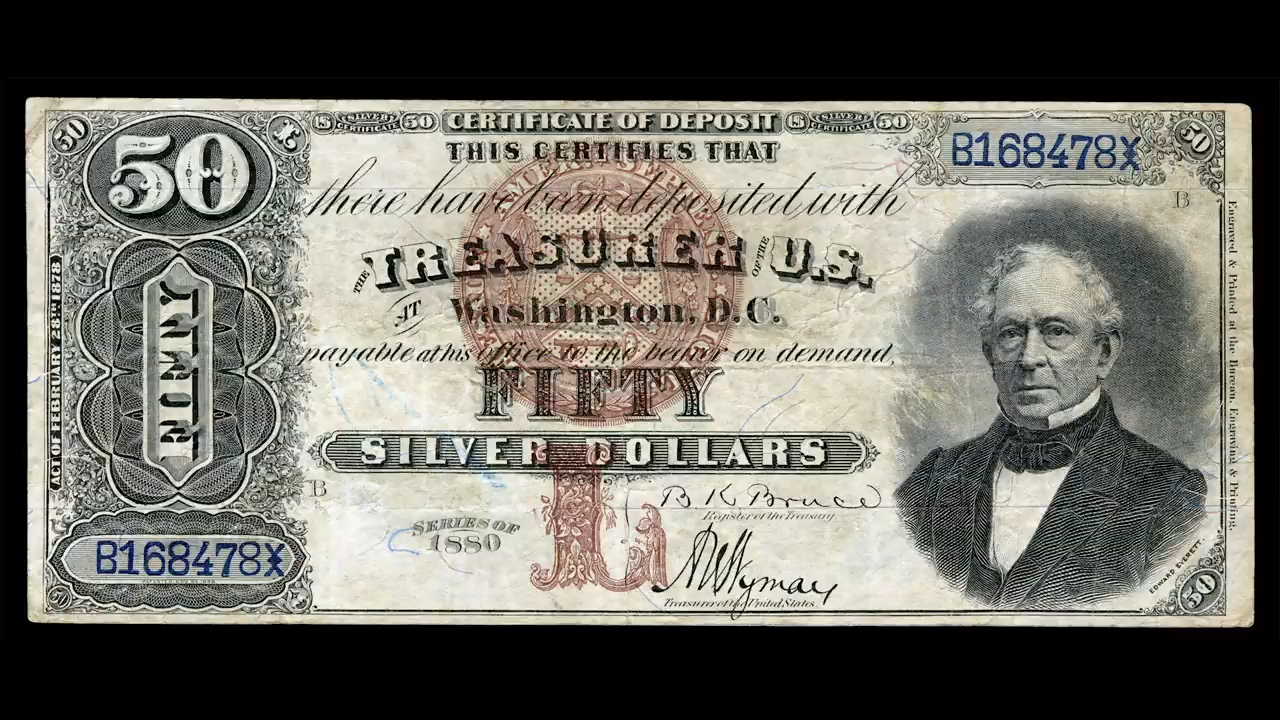 50
$ SILVER CERTIFICATE 50 CERTIFICATE OF DEPOSIT $ SILVER CERTIFICATE 50
50
B168478X
THIS CERTIFIES THAT
there have been deposited with
B
THE TREASURER OF THE U.S.
AT Washington, D.C.
payable at his office to the bearer on demand,
FIFTY
SILVER DOLLARS
50
FIFTY
ACT OF FEBRUARY 28TH 1878
B
B K Bruce
Register of the Treasury.
SERIES OF
1880
L
A U Wyman
Treasurer of the United States.
B168478X
50
EDWARD EVERETT.
50
Engraved & Printed at the Bureau, Engraving & Printing.